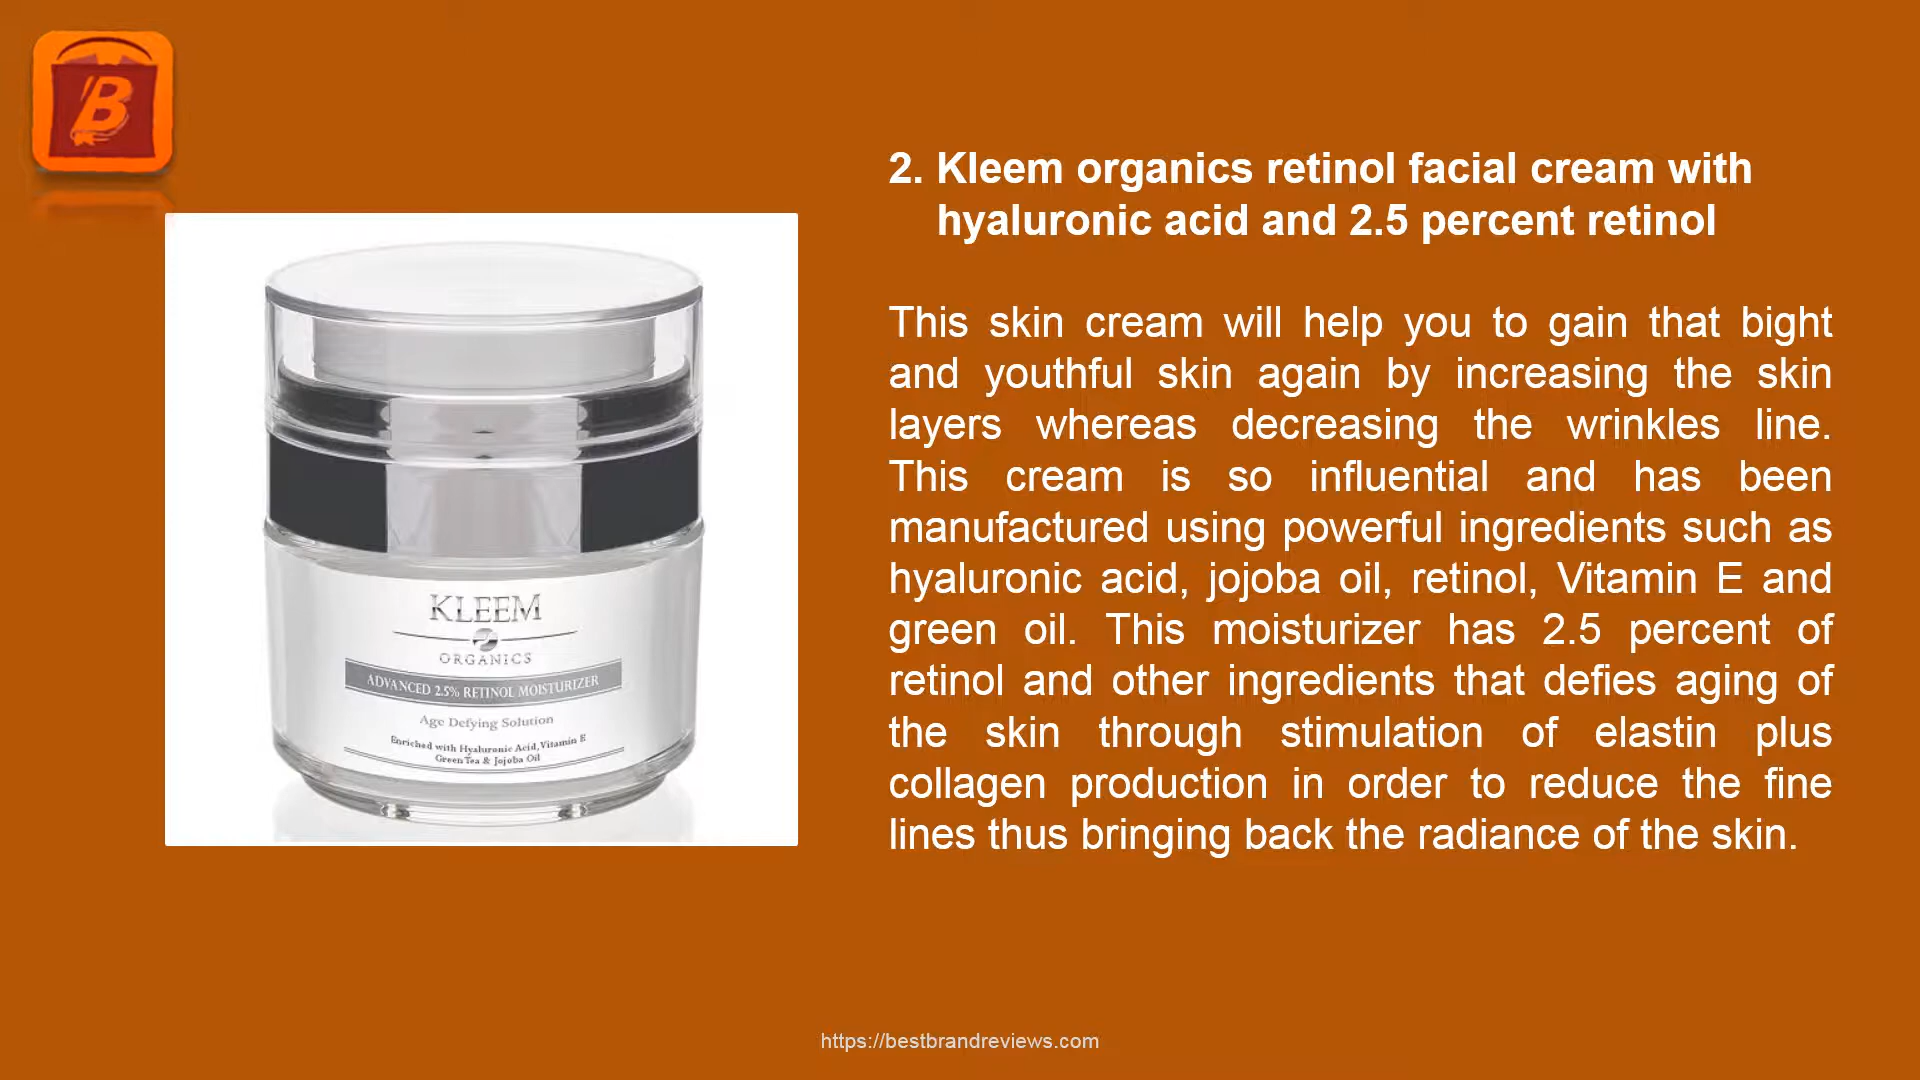 B
2. Kleem organics retinol facial cream with
hyaluronic acid and 2.5 percent retinol
This skin cream will help you to gain that bight
and youthful skin again by increasing the skin
layers whereas decreasing the wrinkles line.
This cream is so influential and has been
manufactured using powerful ingredients such as
hyaluronic acid, jojoba oil, retinol, Vitamin E and
green oil. This moisturizer has 2.5 percent of
retinol and other ingredients that defies aging of
the skin through stimulation of elastin plus
collagen production in order to reduce the fine
lines thus bringing back the radiance of the skin.
KLEEM
ORGANICS
ADVANCED 2.5% RETINOL MOISTURIZER
Age Defying Solution
Enriched with Hyaluronic Acid, Vitamin E
Green Tea & Jojoba Oil
https://bestbrandreviews.com